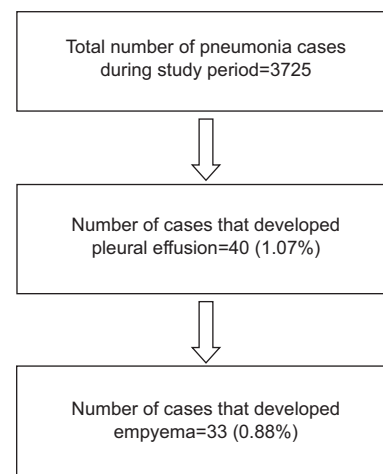 Total number of pneumonia cases
during study period=3725
Number of cases that developed
pleural effusion=40 (1.07%)
Number of cases that developed
empyema=33 (0.88%)